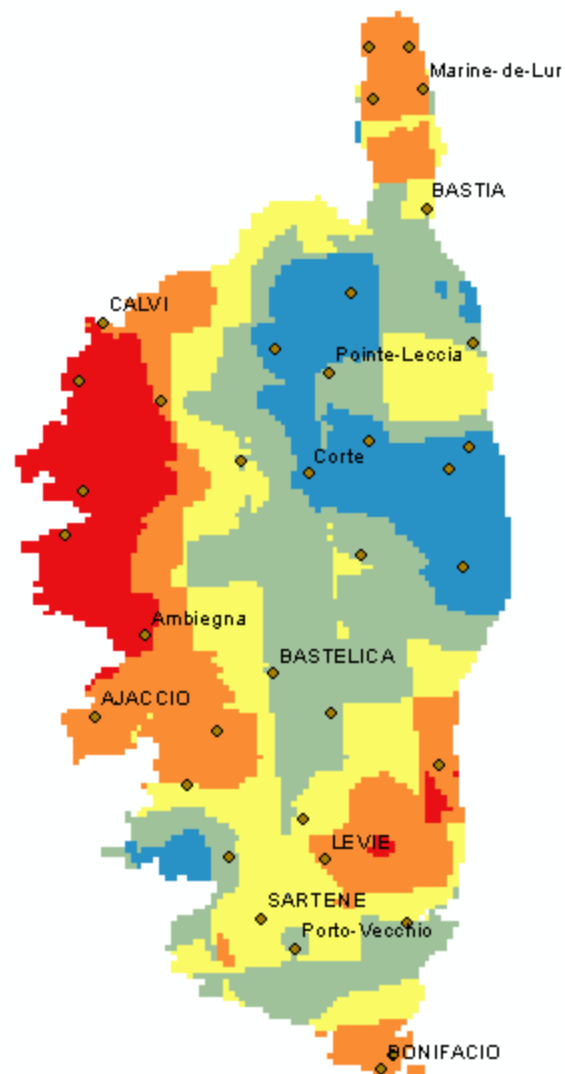 Marine-de-Lur
BASTIA
CALVI
Pointe-Leccia
Corte
Ambiegna
BASTELICA
AJACCIO
LEVIE
SARTENE
Porto-Vecchio
BONIFACIO